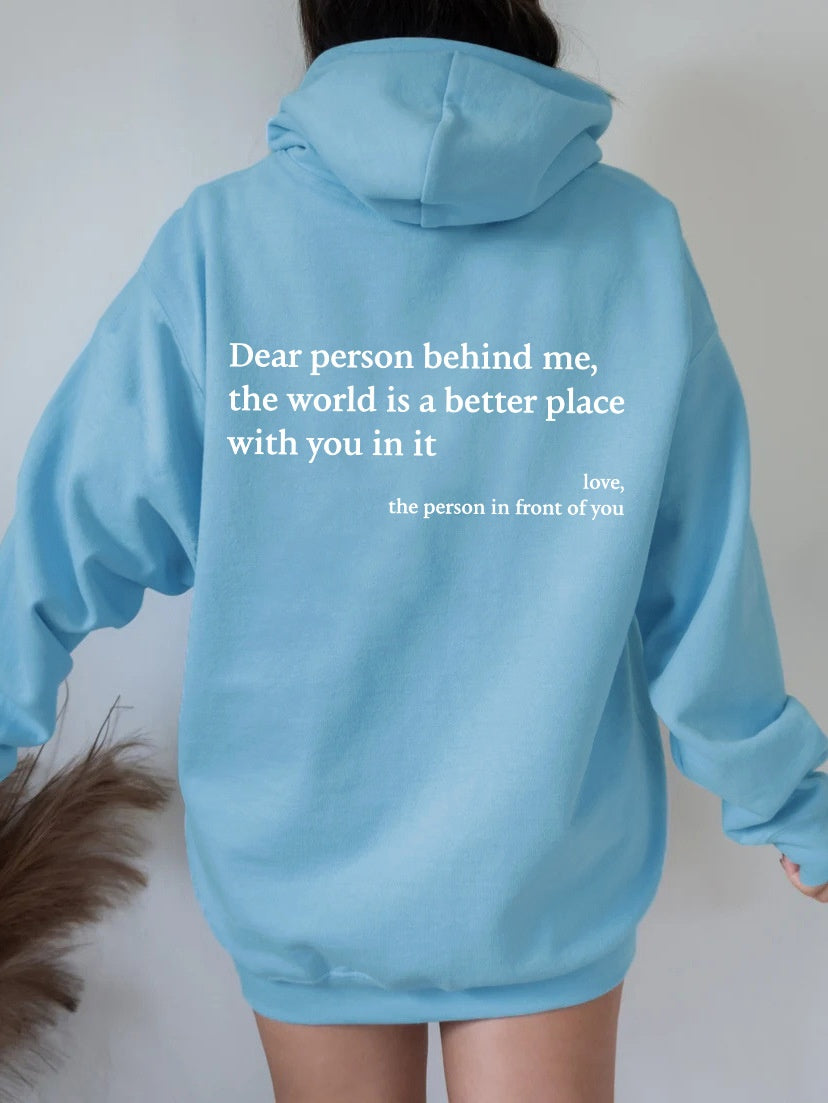 Dear person behind me,
the world is a better place
with you in it
love,
the person in front of you